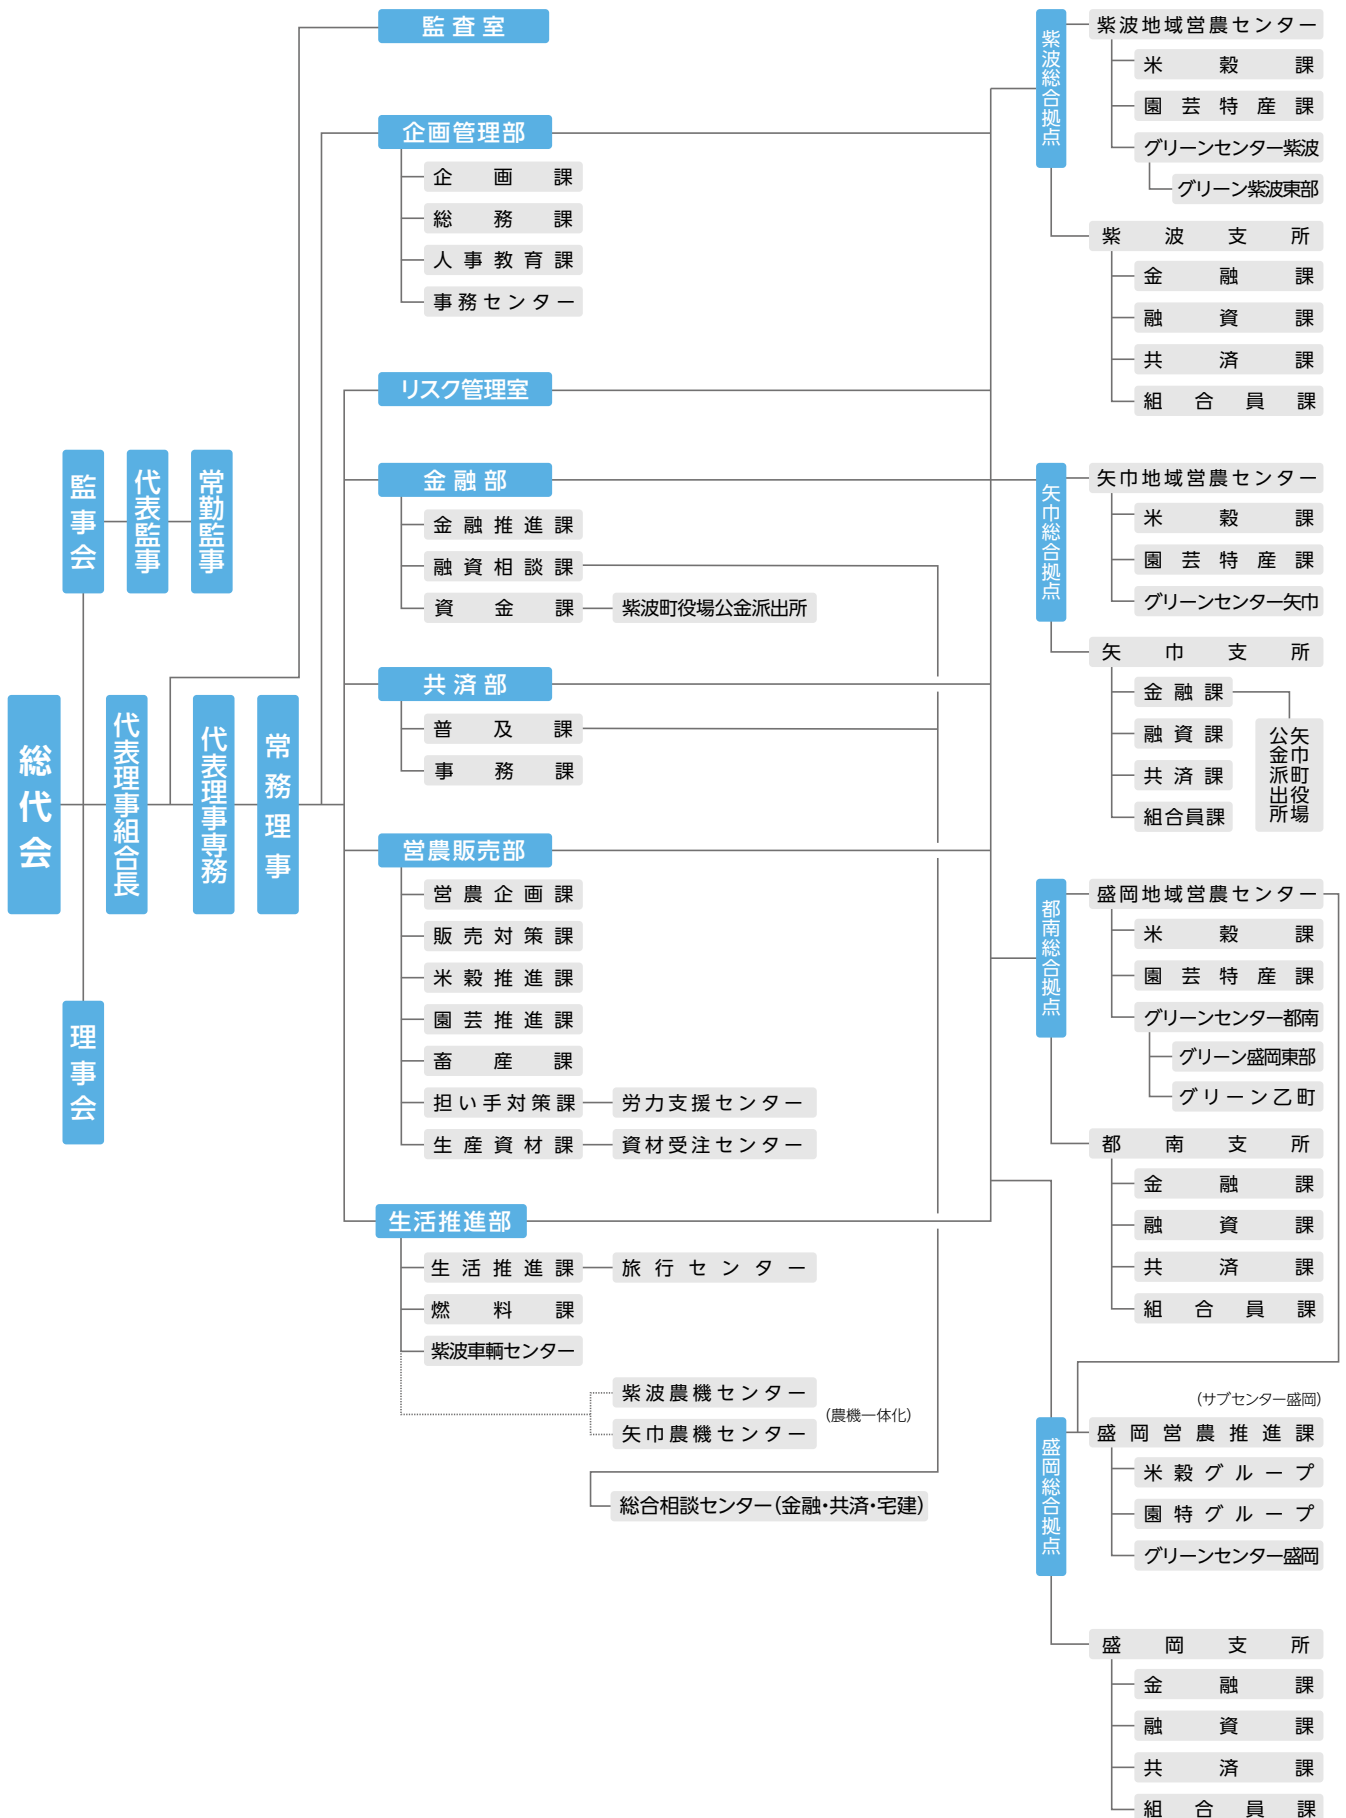 総代会
監事会
代表監事
常勤監事
理事会
代表理事組合長
代表理事専務
常務理事
監査室
企画管理部
企画課
総務課
人事教育課
事務センター
リスク管理室
金融部
金融推進課
融資相談課
資金課
紫波町役場公金派出所
共済部
普及課
事務課
営農販売部
営農企画課
販売対策課
米穀推進課
園芸推進課
畜産課
担い手対策課
労力支援センター
生産資材課
資材受注センター
生活推進部
生活推進課
旅行センター
燃料課
紫波車輌センター
紫波農機センター
矢巾農機センター
(農機一体化)
総合相談センター(金融・共済・宅建)
紫波総合拠点
紫波地域営農センター
米穀課
園芸特産課
グリーンセンター紫波
グリーン紫波東部
紫波支所
金融課
融資課
共済課
組合員課
矢巾総合拠点
矢巾地域営農センター
米穀課
園芸特産課
グリーンセンター矢巾
矢巾支所
金融課
融資課
共済課
組合員課
矢巾町役場
公金派出所
都南総合拠点
盛岡地域営農センター
米穀課
園芸特産課
グリーンセンター都南
グリーン盛岡東部
グリーン乙町
都南支所
金融課
融資課
共済課
組合員課
盛岡総合拠点
(サブセンター盛岡)
盛岡営農推進課
米穀グループ
園特グループ
グリーンセンター盛岡
盛岡支所
金融課
融資課
共済課
組合員課